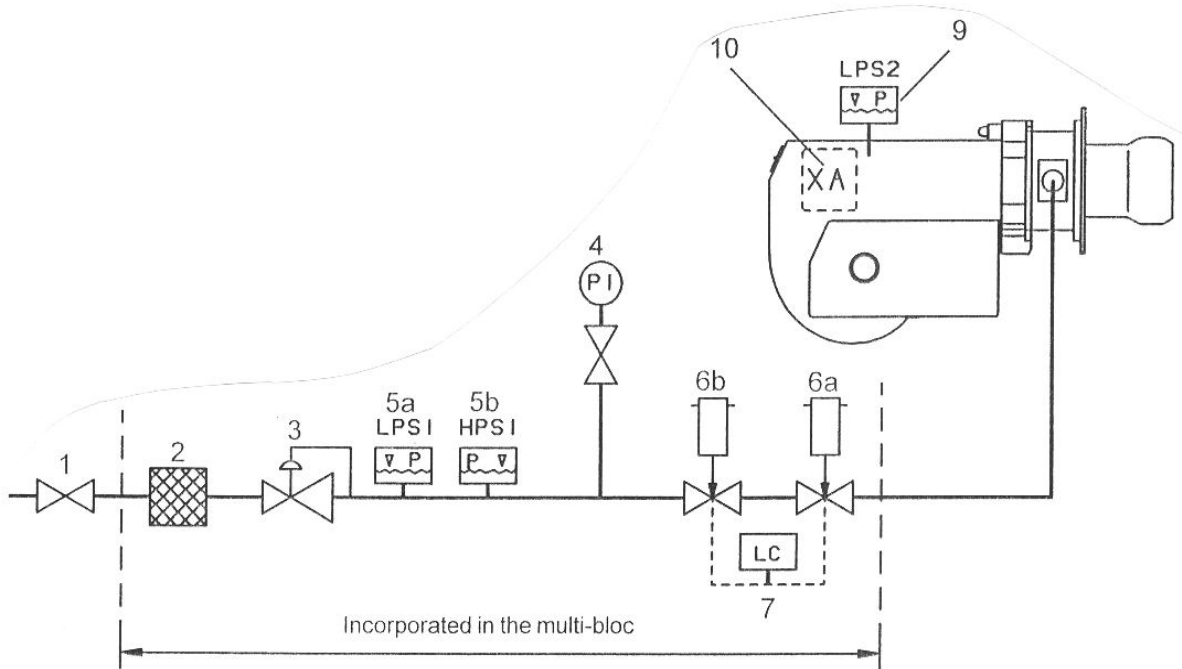 10
9
LPS2
∇ P
XA
4
PI
6b
6a
5a
5b
LPS1
HPS1
3
∇ P
P ∇
2
1
LC
7
Incorporated in the multi-bloc